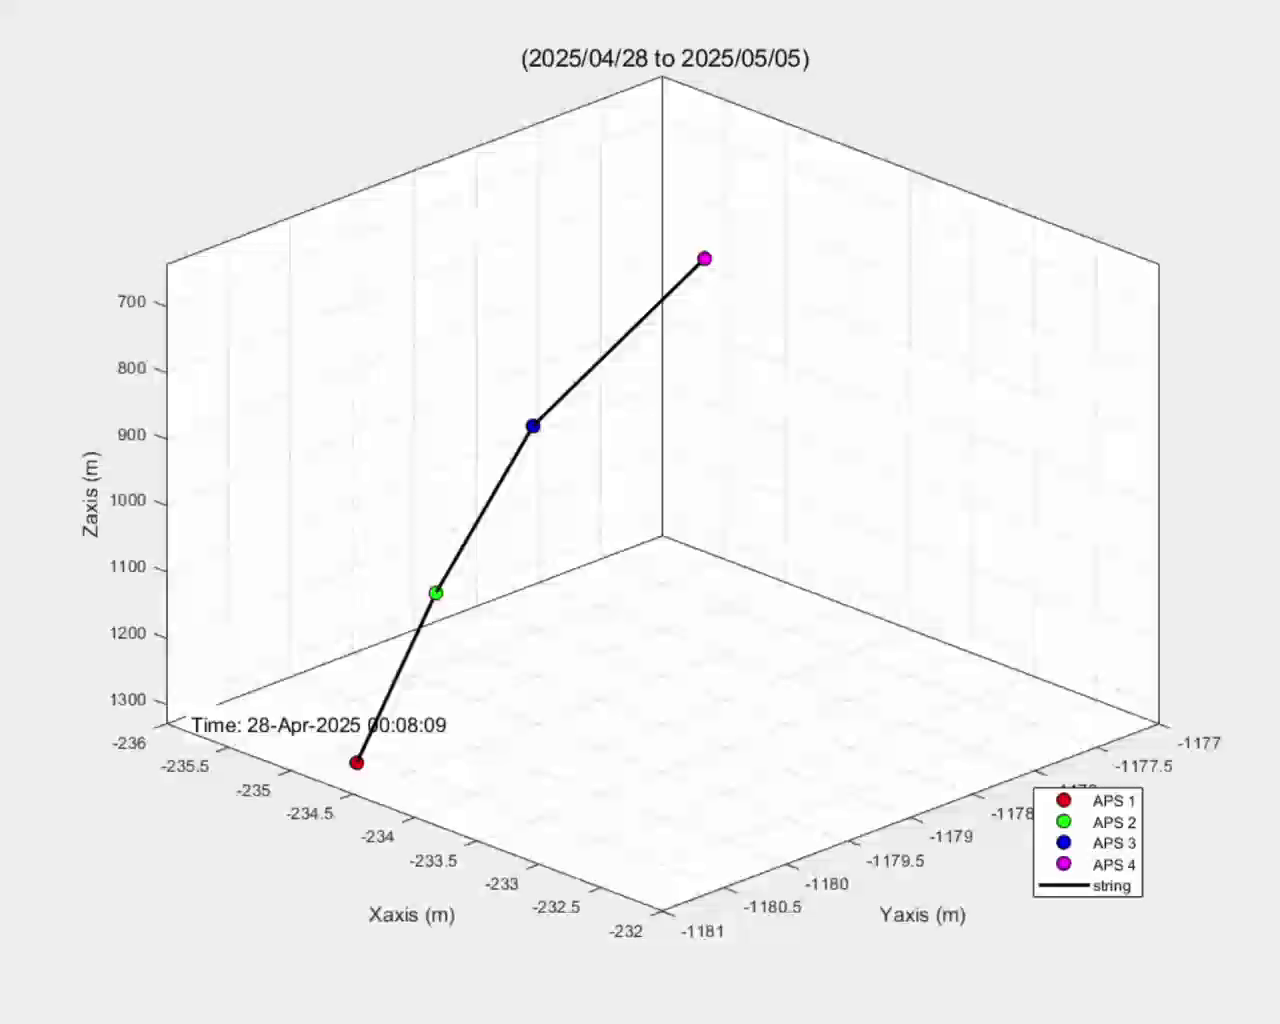 (2025/04/28 to 2025/05/05)
700
800
900
1000
1100
1200
1300
Zaxis (m)
Time: 28-Apr-2025 00:08:09
-236
-235.5
-235
-234.5
-234
-233.5
-233
-232.5
-232
Xaxis (m)
-1181
-1180.5
-1180
-1179.5
-1179
-1178
-1177.5
-1177
Yaxis (m)
APS 1
APS 2
APS 3
APS 4
string